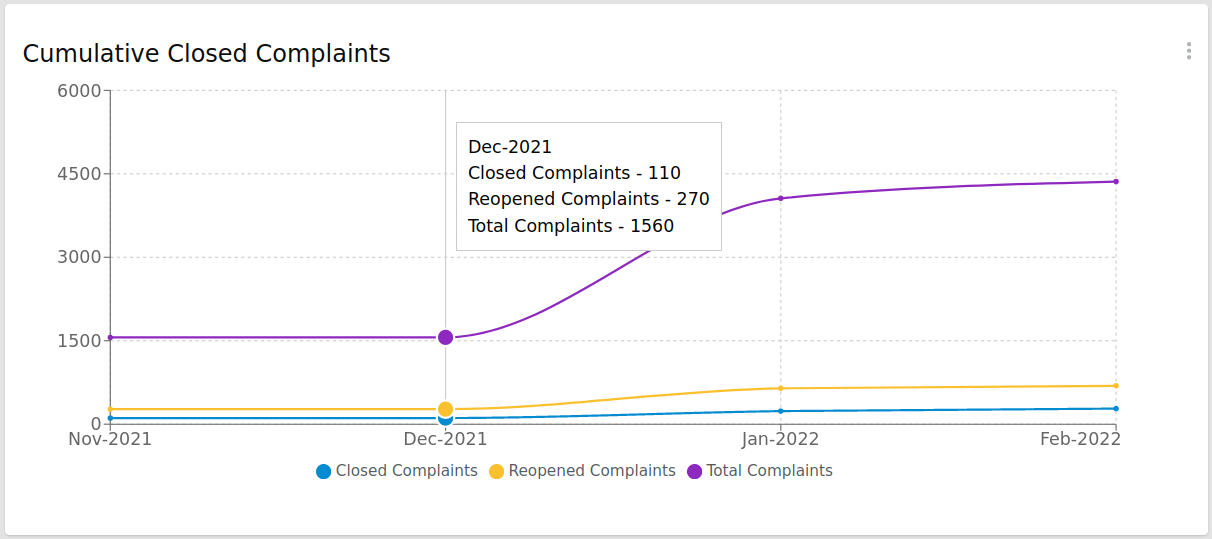 Cumulative Closed Complaints
6000
4500
3000
1500
0
Dec-2021
Closed Complaints - 110
Reopened Complaints - 270
Total Complaints - 1560
Nov-2021 Dec-2021 Jan-2022 Feb-2022
Closed Complaints Reopened Complaints Total Complaints